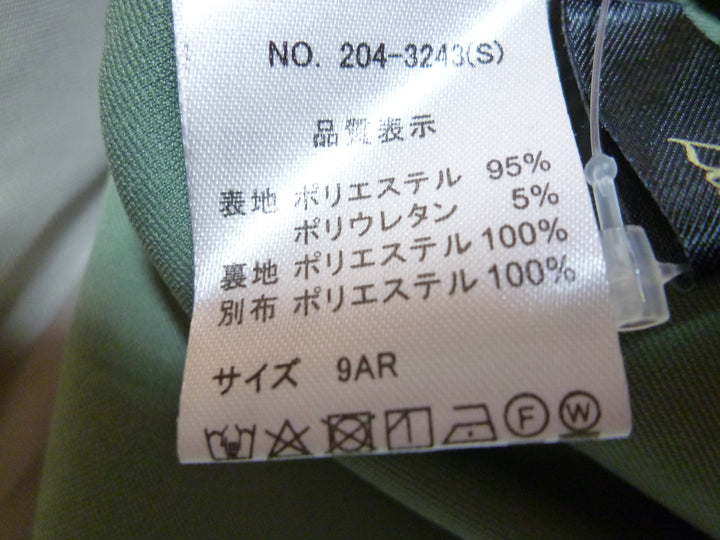 NO. 204-3243(S)
品質表示
表地 ポリエステル 95%
ポリウレタン 5%
裏地 ポリエステル 100%
別布 ポリエステル 100%
サイズ 9AR
F W